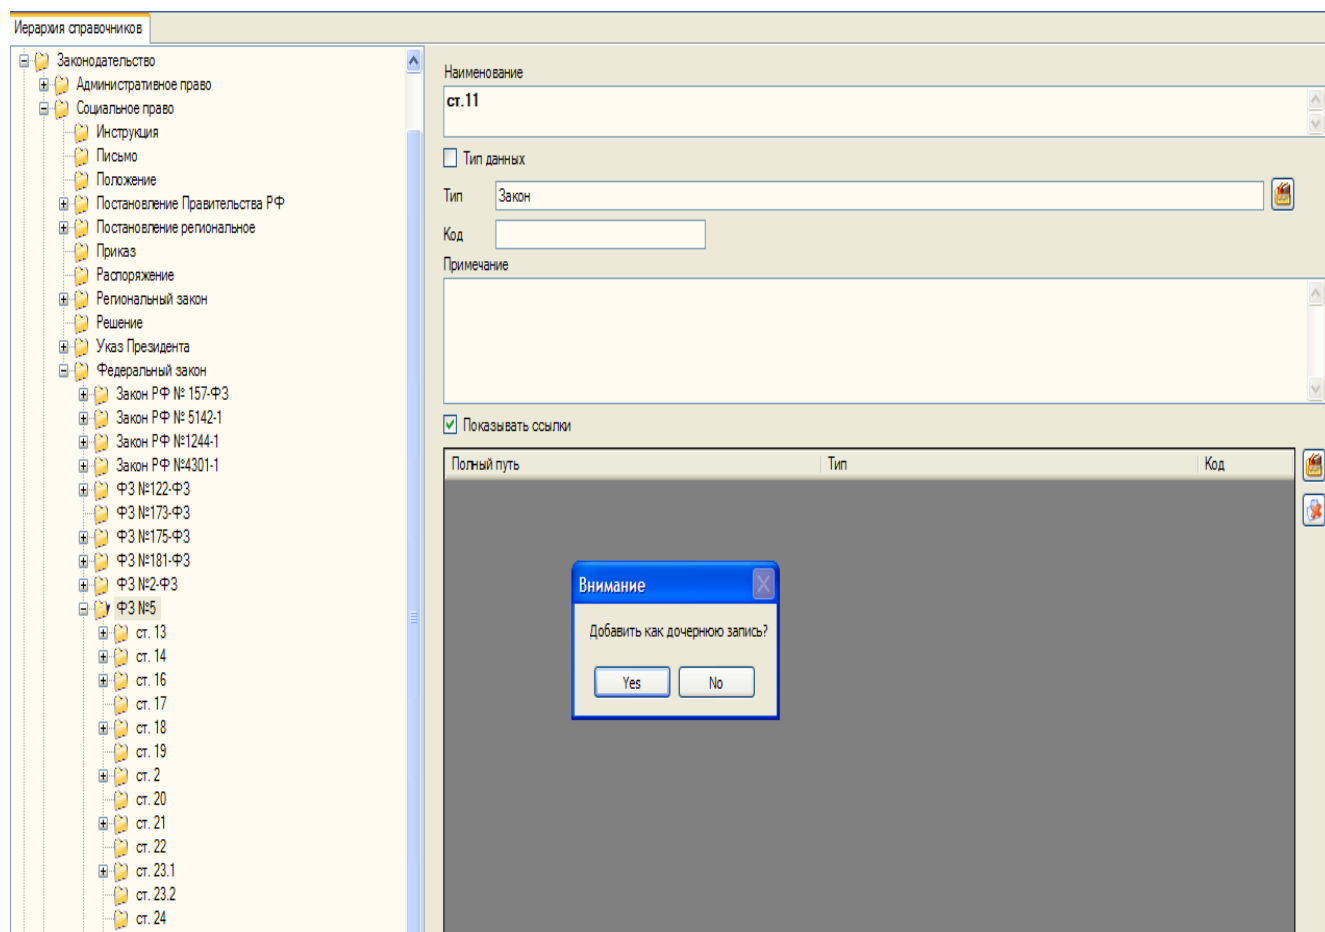 Иерархия справочников
Законодательство
Административное право
Социальное право
Инструкция
Письмо
Положение
Постановление Правительства РФ
Постановление региональное
Приказ
Распоряжение
Региональный закон
Решение
Указ Президента
Федеральный закон
Закон РФ № 157-ФЗ
Закон РФ № 5142-1
Закон РФ №1244-1
Закон РФ №4301-1
ФЗ №122-ФЗ
ФЗ №173-ФЗ
ФЗ №175-ФЗ
ФЗ №181-ФЗ
ФЗ №2-ФЗ
ФЗ №5
ст. 13
ст. 14
ст. 16
ст. 17
ст. 18
ст. 19
ст. 2
ст. 20
ст. 21
ст. 22
ст. 23.1
ст. 23.2
ст. 24
Наименование
ст.11
Тип данных
Тип Закон
Код
Примечание
Показывать ссылки
Полный путь Тип Код
Внимание
Добавить как дочернюю запись?
Yes No